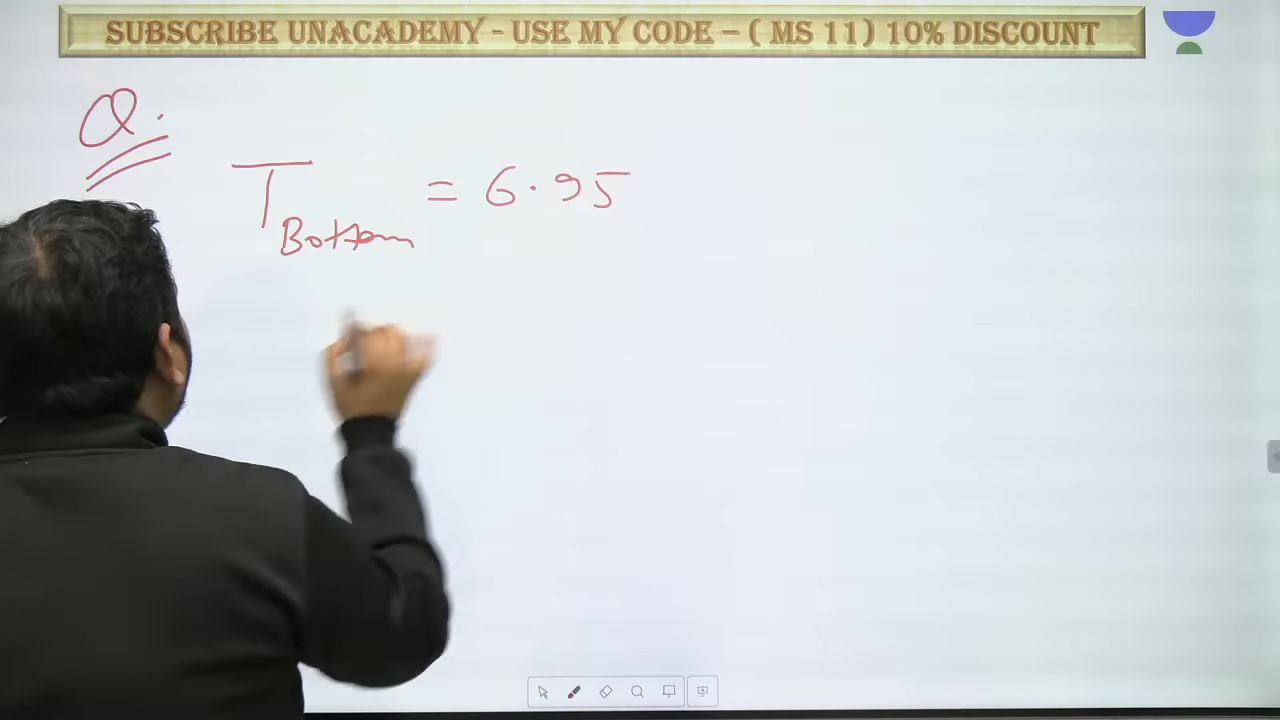 SUBSCRIBE UNACADEMY - USE MY CODE – ( MS 11) 10% DISCOUNT
Q.
T Bottom = 6.95